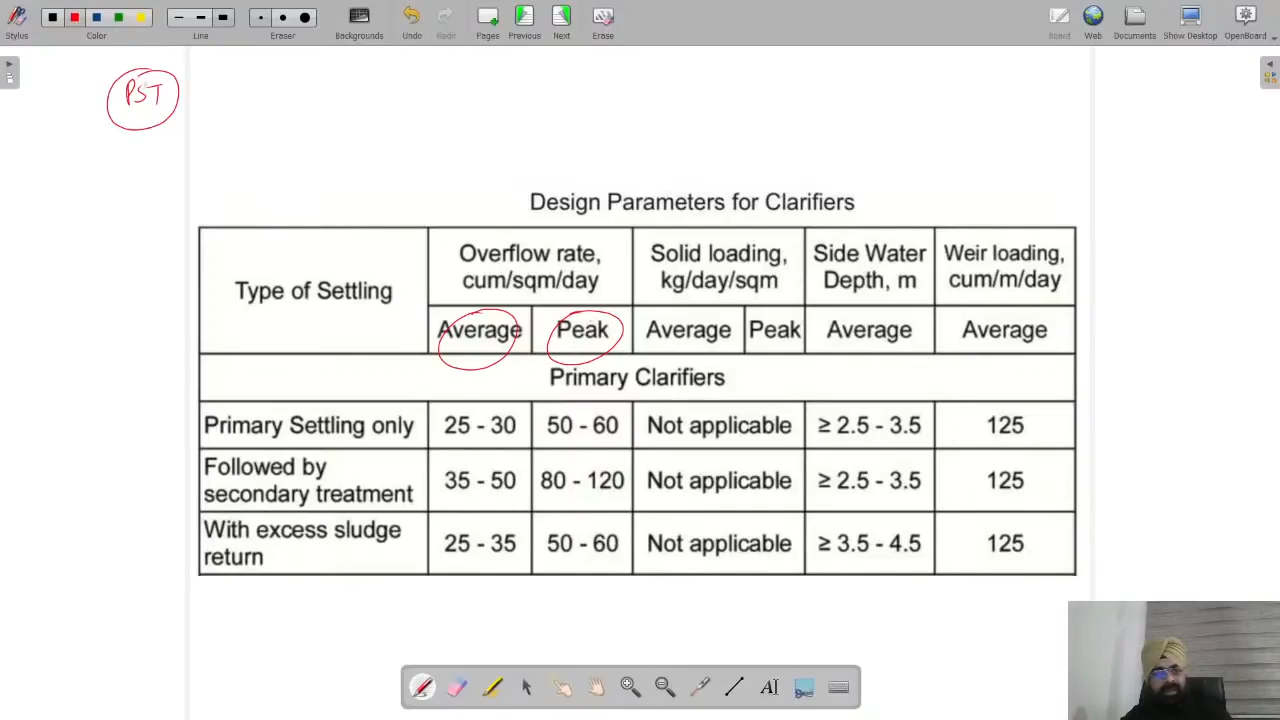 Stylus
Color
Line
Eraser
Backgrounds
Undo
Redo
Pages
Previous
Next
Erase
Board
Web
Documents
Show Desktop
OpenBoard
PST
Design Parameters for Clarifiers
Type of Settling
Overflow rate,
cum/sqm/day
Solid loading,
kg/day/sqm
Side Water
Depth, m
Weir loading,
cum/m/day
Average
Peak
Average
Peak
Average
Average
Primary Clarifiers
Primary Settling only 25 - 30 50 - 60 Not applicable ≥ 2.5 - 3.5 125
Followed by
secondary treatment 35 - 50 80 - 120 Not applicable ≥ 2.5 - 3.5 125
With excess sludge
return 25 - 35 50 - 60 Not applicable ≥ 3.5 - 4.5 125